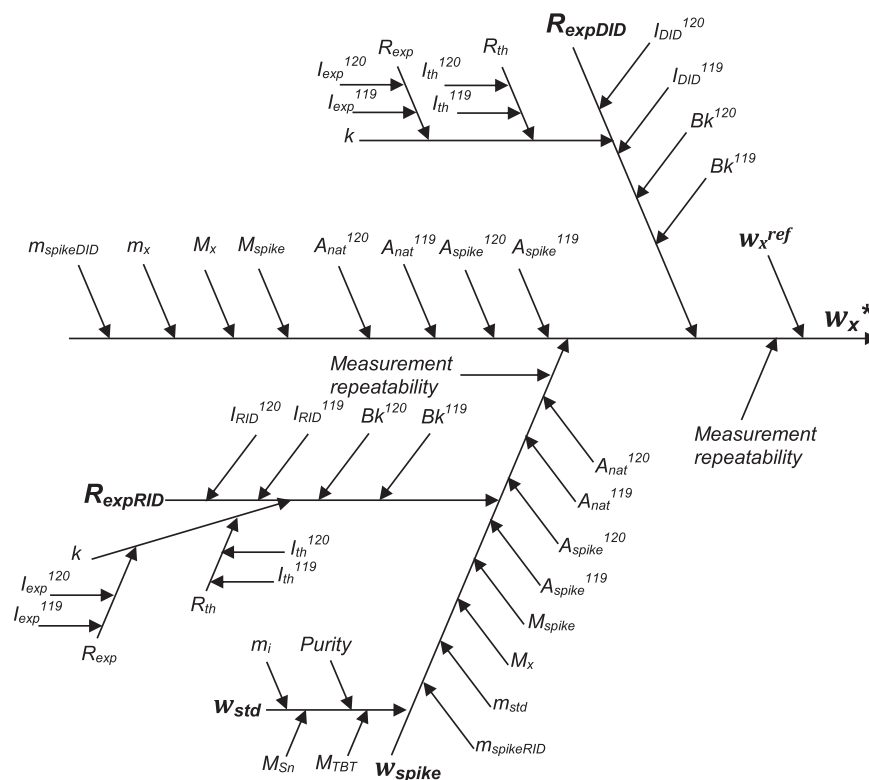 R_expDID
I_DID^120
R_exp
R_th
I_exp^120
I_th^120
I_DID^119
I_exp^119
I_th^119
Bk^120
k
Bk^119
m_spikeDID
m_x
M_x
M_spike
A_nat^120
A_nat^119
A_spike^120
A_spike^119
w_x^ref
w_x*
Measurement
repeatability
I_RID^120
I_RID^119
Bk^120
Bk^119
Measurement
repeatability
A_nat^120
R_expRID
A_nat^119
k
I_th^120
A_spike^120
I_exp^120
I_th^119
A_spike^119
I_exp^119
R_th
M_spike
R_exp
m_i
Purity
M_x
w_std
m_std
M_Sn
M_TBT
w_spike
m_spikeRID